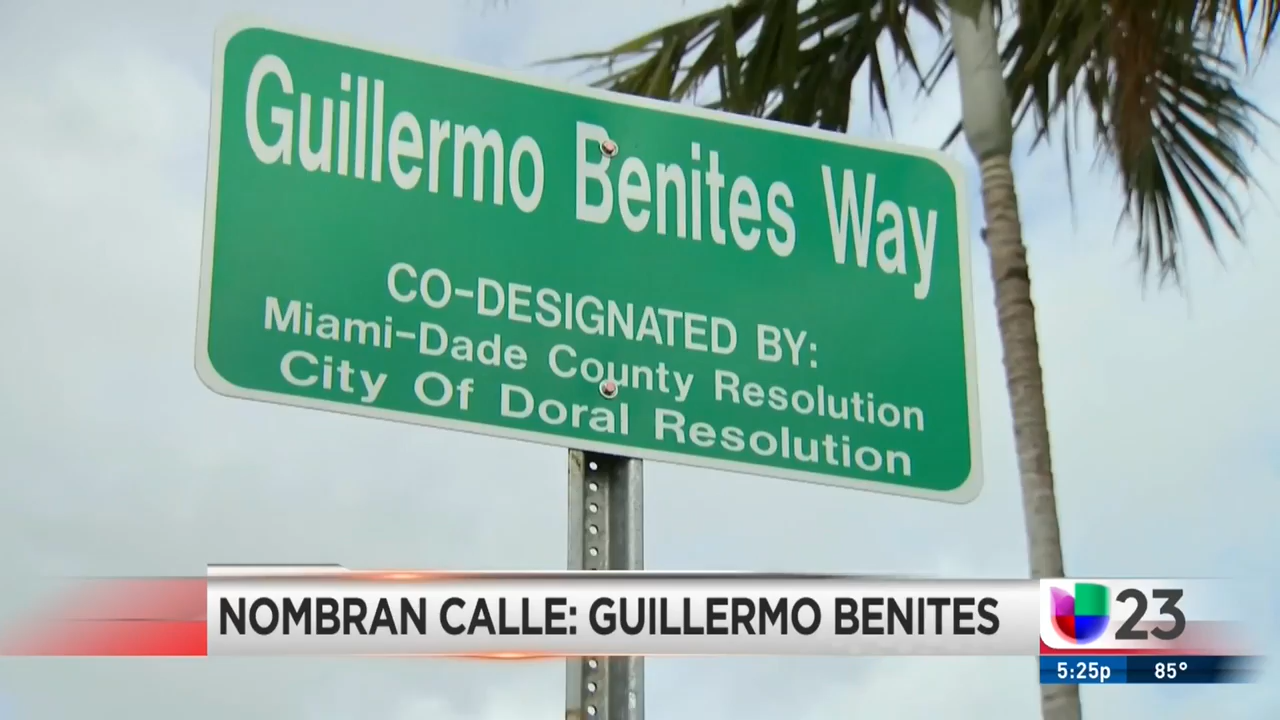 Guillermo Benites Way
CO-DESIGNATED BY:
Miami-Dade County Resolution
City Of Doral Resolution
NOMBRAN CALLE: GUILLERMO BENITES
23
5:25p 85°